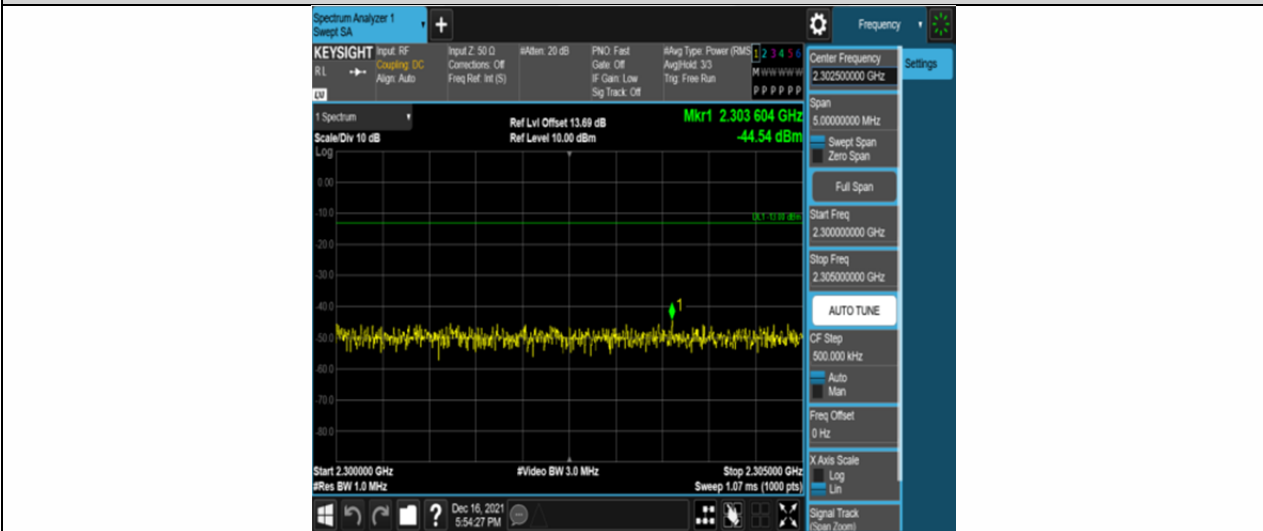 Spectrum Analyzer 1
Swept SA
+
Frequency
KEYSIGHT
RL
Input: RF
Coupling: DC
Align: Auto
Input Z: 50 Ω
Corrections: Off
Freq Ref: Int (S)
#Atten: 20 dB
PNO: Fast
Gate: Off
IF Gain: Low
Sig Track: Off
#Avg Type: Power (RMS
Avg|Hold: 3/3
Trig: Free Run
1 2 3 4 5 6
M W W W W W
P P P P P P
1 Spectrum
Scale/Div 10 dB
Log
Ref Lvl Offset 13.69 dB
Ref Level 10.00 dBm
Mkr1 2.303 604 GHz
-44.54 dBm
0.00
-10.0
-20.0
-30.0
-40.0
-50.0
-60.0
-70.0
-80.0
DL1 -13.00 dBm
1
Start 2.300000 GHz
#Res BW 1.0 MHz
#Video BW 3.0 MHz
Stop 2.305000 GHz
Sweep 1.07 ms (1000 pts)
?
Dec 16, 2021
5:54:27 PM
Center Frequency
2.302500000 GHz
Span
5.00000000 MHz
Swept Span
Zero Span
Full Span
Start Freq
2.300000000 GHz
Stop Freq
2.305000000 GHz
AUTO TUNE
CF Step
500.000 kHz
Auto
Man
Freq Offset
0 Hz
X Axis Scale
Log
Lin
Signal Track
(Span Zoom)
Settings